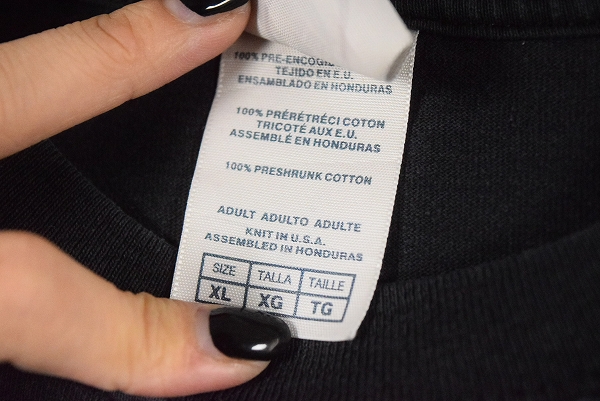 100% PRE-ENCOGI
TEJIDO EN E.U.
ENSAMBLADO EN HONDURAS
100% PRÉRÉTRÉCI COTON
TRICOTÉ AUX E.U.
ASSEMBLÉ EN HONDURAS
100% PRESHRUNK COTTON
ADULT ADULTO ADULTE
KNIT IN U.S.A.
ASSEMBLED IN HONDURAS
SIZE TALLA TAILLE
XL XG TG